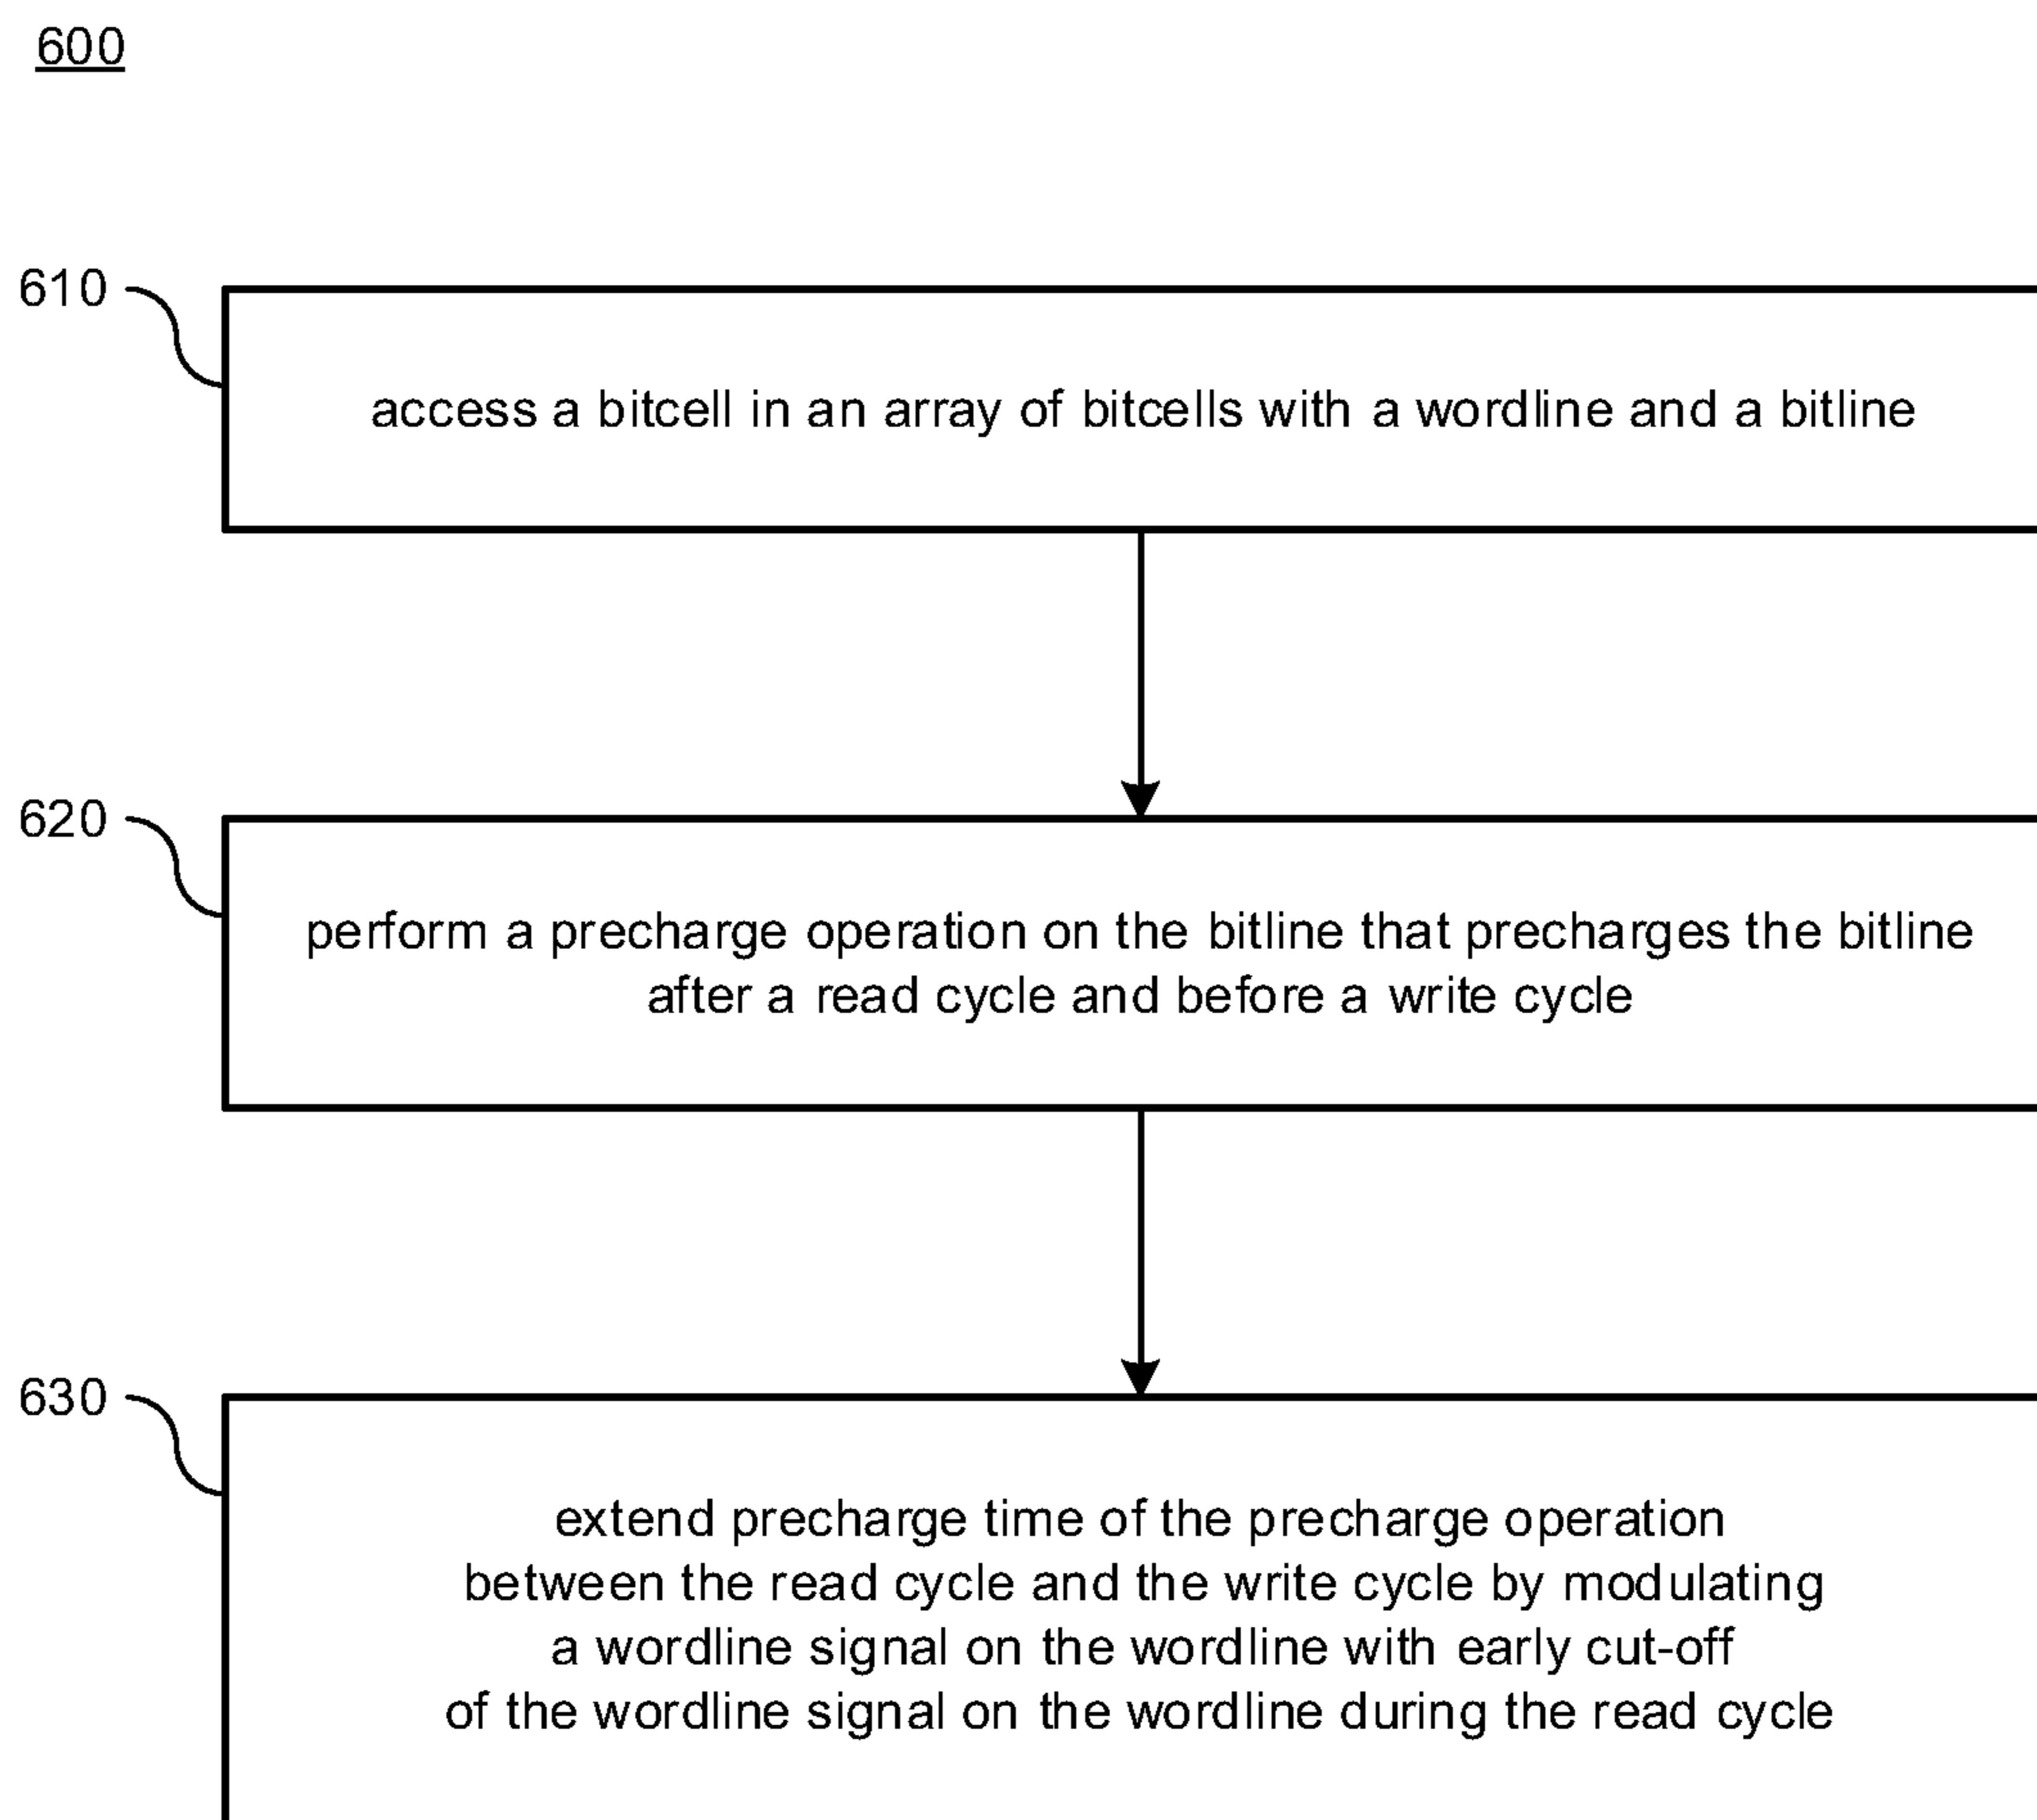 600
610
access a bitcell in an array of bitcells with a wordline and a bitline
620
perform a precharge operation on the bitline that precharges the bitline
after a read cycle and before a write cycle
630
extend precharge time of the precharge operation
between the read cycle and the write cycle by modulating
a wordline signal on the wordline with early cut-off
of the wordline signal on the wordline during the read cycle